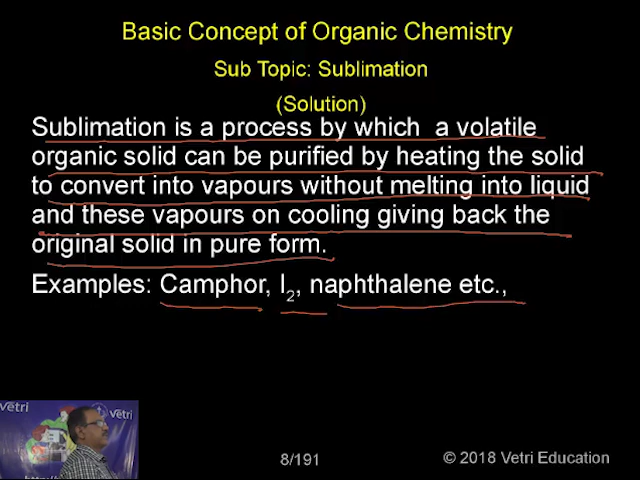 Basic Concept of Organic Chemistry
Sub Topic: Sublimation
(Solution)
Sublimation is a process by which a volatile
organic solid can be purified by heating the solid
to convert into vapours without melting into liquid
and these vapours on cooling giving back the
original solid in pure form.
Examples: Camphor, I2, naphthalene etc.,
vetri
Vetri
8/191
© 2018 Vetri Education